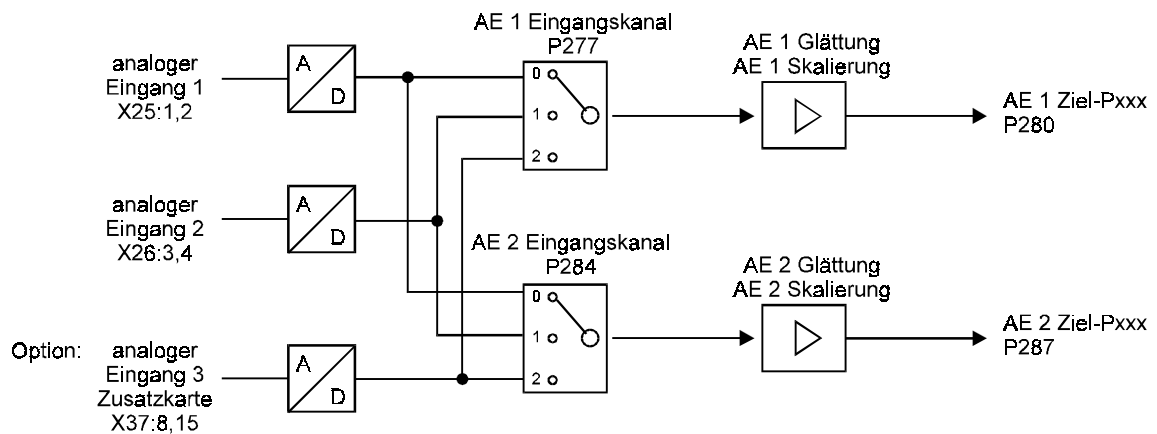 analoger
Eingang 1
X25:1,2
A
D
AE 1 Eingangskanal
P277
0
1
2
AE 1 Glättung
AE 1 Skalierung
AE 1 Ziel-Pxxx
P280
analoger
Eingang 2
X26:3,4
A
D
AE 2 Eingangskanal
P284
0
1
2
AE 2 Glättung
AE 2 Skalierung
AE 2 Ziel-Pxxx
P287
Option:
analoger
Eingang 3
Zusatzkarte
X37:8,15
A
D